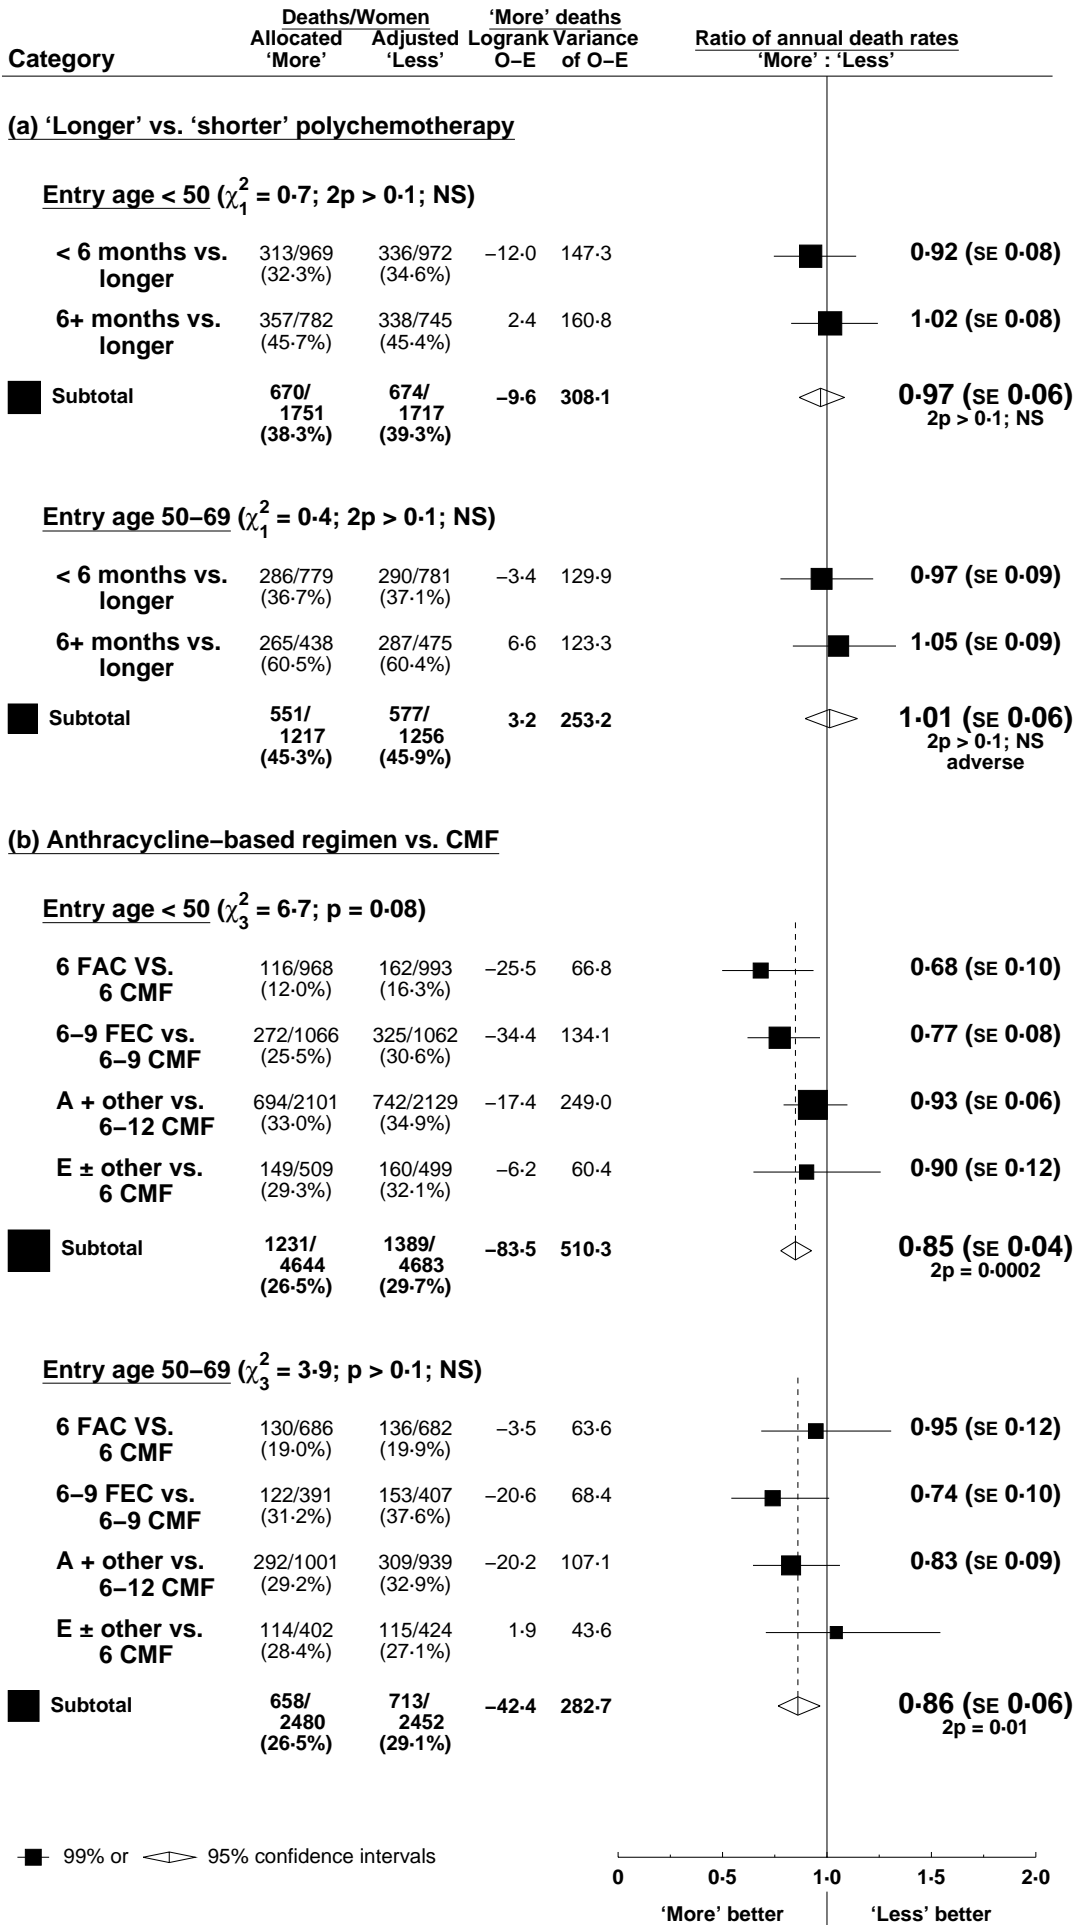 Deaths/Women ‘More’ deaths
Allocated Adjusted Logrank Variance Ratio of annual death rates
Category ‘More’ ‘Less’ O–E of O–E ‘More’ : ‘Less’
(a) ‘Longer’ vs. ‘shorter’ polychemotherapy
Entry age < 50 (χ²₁ = 0·7; 2p > 0·1; NS)
< 6 months vs. 313/969 336/972 –12·0 147·3 0·92 (SE 0·08)
longer (32·3%) (34·6%)
6+ months vs. 357/782 338/745 2·4 160·8 1·02 (SE 0·08)
longer (45·7%) (45·4%)
Subtotal 670/ 674/ –9·6 308·1 0·97 (SE 0·06)
1751 1717 2p > 0·1; NS
(38·3%) (39·3%)
Entry age 50–69 (χ²₁ = 0·4; 2p > 0·1; NS)
< 6 months vs. 286/779 290/781 –3·4 129·9 0·97 (SE 0·09)
longer (36·7%) (37·1%)
6+ months vs. 265/438 287/475 6·6 123·3 1·05 (SE 0·09)
longer (60·5%) (60·4%)
Subtotal 551/ 577/ 3·2 253·2 1·01 (SE 0·06)
1217 1256 2p > 0·1; NS
(45·3%) (45·9%) adverse
(b) Anthracycline–based regimen vs. CMF
Entry age < 50 (χ²₃ = 6·7; p = 0·08)
6 FAC VS. 116/968 162/993 –25·5 66·8 0·68 (SE 0·10)
6 CMF (12·0%) (16·3%)
6–9 FEC vs. 272/1066 325/1062 –34·4 134·1 0·77 (SE 0·08)
6–9 CMF (25·5%) (30·6%)
A + other vs. 694/2101 742/2129 –17·4 249·0 0·93 (SE 0·06)
6–12 CMF (33·0%) (34·9%)
E ± other vs. 149/509 160/499 –6·2 60·4 0·90 (SE 0·12)
6 CMF (29·3%) (32·1%)
Subtotal 1231/ 1389/ –83·5 510·3 0·85 (SE 0·04)
4644 4683 2p = 0·0002
(26·5%) (29·7%)
Entry age 50–69 (χ²₃ = 3·9; p > 0·1; NS)
6 FAC VS. 130/686 136/682 –3·5 63·6 0·95 (SE 0·12)
6 CMF (19·0%) (19·9%)
6–9 FEC vs. 122/391 153/407 –20·6 68·4 0·74 (SE 0·10)
6–9 CMF (31·2%) (37·6%)
A + other vs. 292/1001 309/939 –20·2 107·1 0·83 (SE 0·09)
6–12 CMF (29·2%) (32·9%)
E ± other vs. 114/402 115/424 1·9 43·6
6 CMF (28·4%) (27·1%)
Subtotal 658/ 713/ –42·4 282·7 0·86 (SE 0·06)
2480 2452 2p = 0·01
(26·5%) (29·1%)
99% or 95% confidence intervals
0 0·5 1·0 1·5 2·0
‘More’ better ‘Less’ better